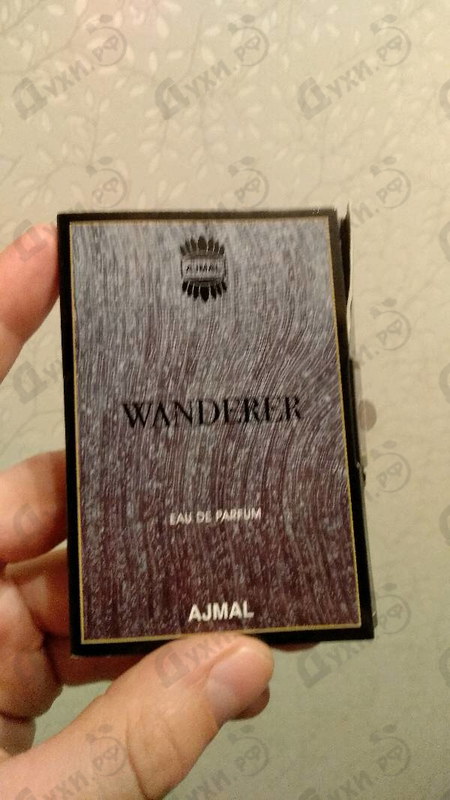 AJMAL
WANDERER
EAU DE PARFUM
AJMAL
Духи.РФ